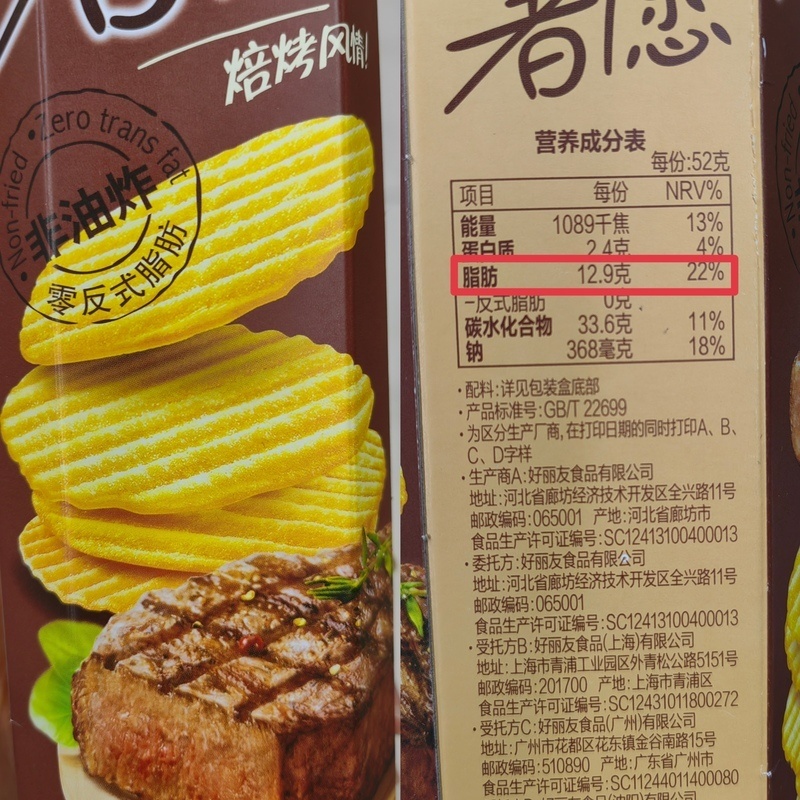 焙烤风情!
Non-fried · Zero trans fat
非油炸
零反式脂肪
薯愿
营养成分表
每份:52克
项目 每份 NRV%
能量 1089千焦 13%
蛋白质 2.4克 4%
脂肪 12.9克 22%
-反式脂肪 0克
碳水化合物 33.6克 11%
钠 368毫克 18%
·配料:详见包装盒底部
·产品标准号:GB/T 22699
·为区分生产厂商,在打印日期的同时打印A、B、
C、D字样
·生产商A:好丽友食品有限公司
地址:河北省廊坊经济技术开发区全兴路11号
邮政编码:065001 产地:河北省廊坊市
食品生产许可证编号:SC12413100400013
·委托方:好丽友食品有限公司
地址:河北省廊坊经济技术开发区全兴路11号
邮政编码:065001
食品生产许可证编号:SC12413100400013
·受托方B:好丽友食品(上海)有限公司
地址:上海市青浦工业园区外青松公路5151号
邮政编码:201700 产地:上海市青浦区
食品生产许可证编号:SC12431011800272
·受托方C:好丽友食品(广州)有限公司
地址:广州市花都区花东镇金谷南路15号
邮政编码:510890 产地:广东省广州市
食品生产许可证编号:SC11244011400080